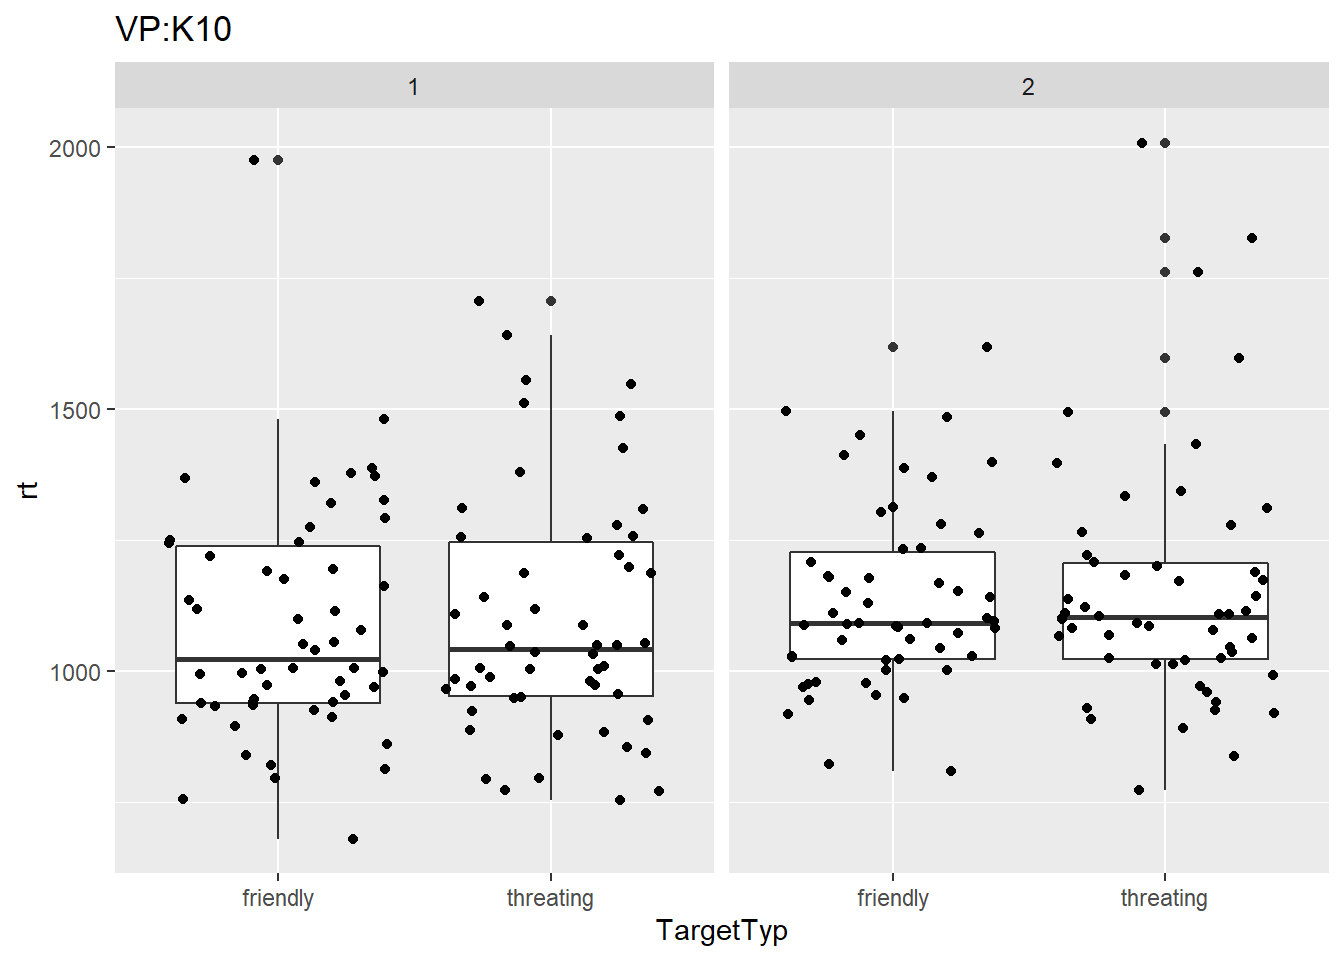 VP:K10
1
2
2000
1500
1000
rt
friendly
threating
friendly
threating
TargetTyp